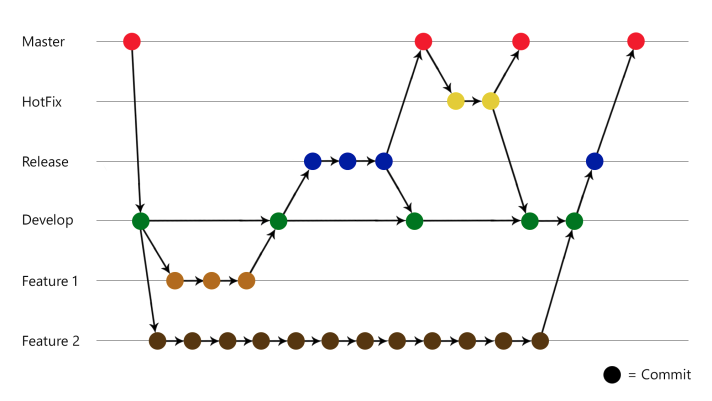 Master
HotFix
Release
Develop
Feature 1
Feature 2
= Commit